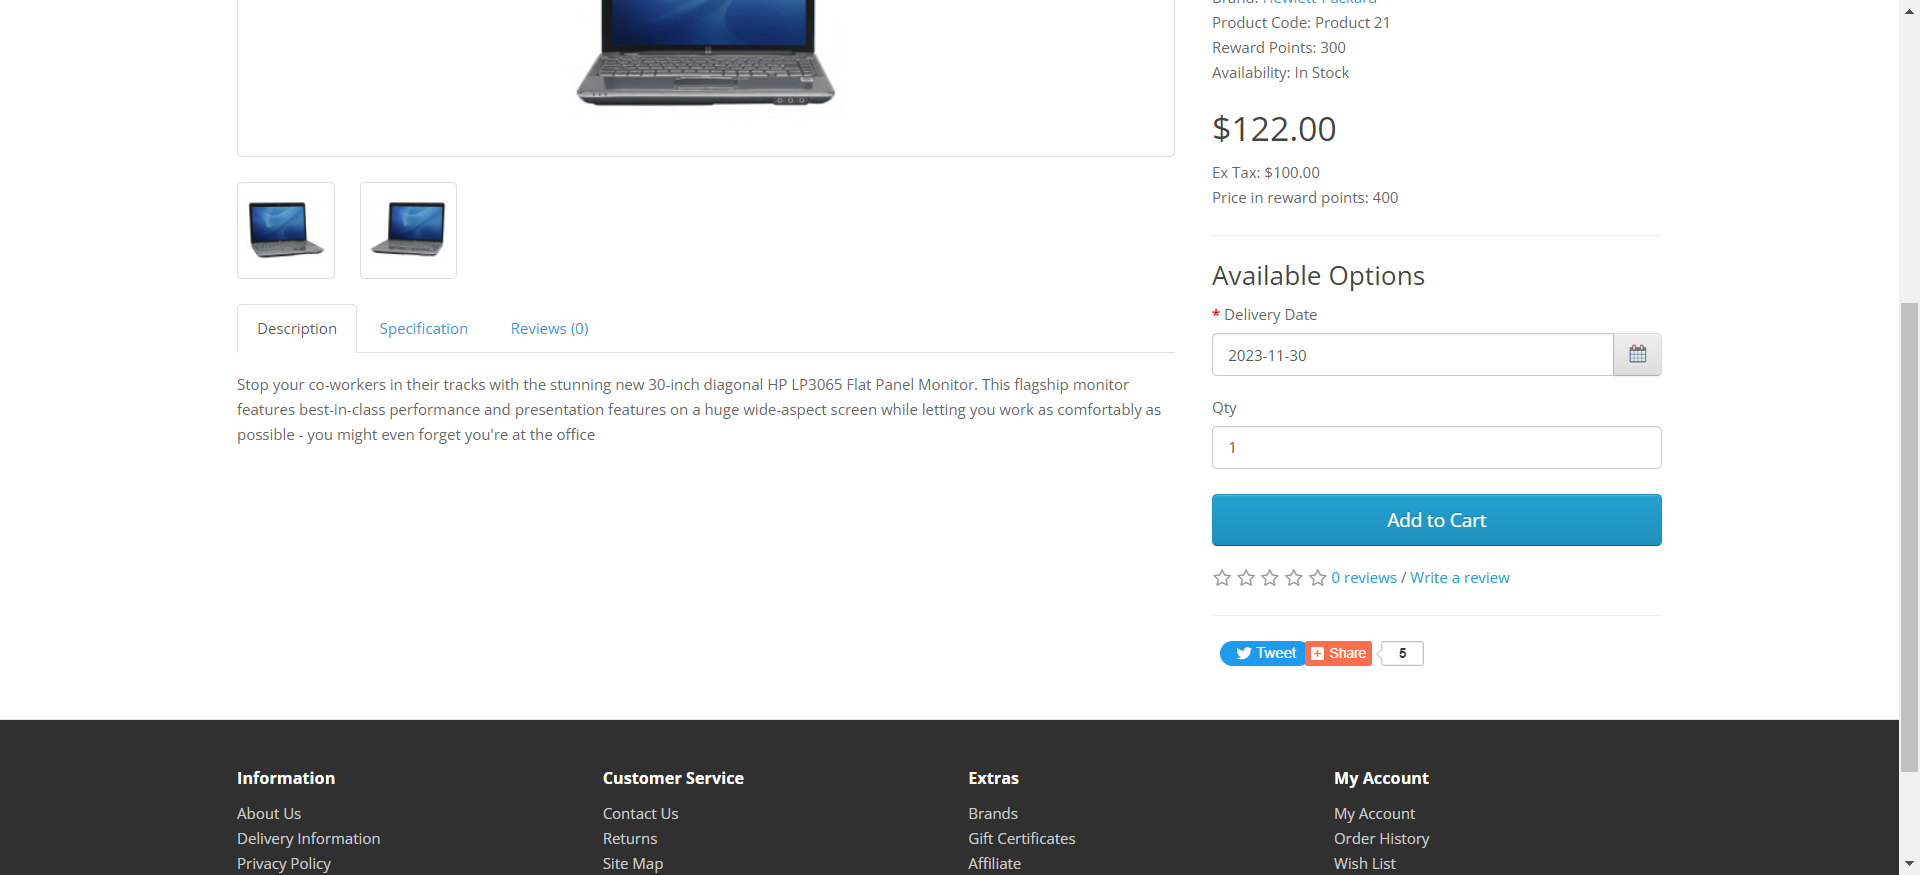 Brand: Hewlett-Packard
Product Code: Product 21
Reward Points: 300
Availability: In Stock
$122.00
Ex Tax: $100.00
Price in reward points: 400
Description
Specification
Reviews (0)
Stop your co-workers in their tracks with the stunning new 30-inch diagonal HP LP3065 Flat Panel Monitor. This flagship monitor
features best-in-class performance and presentation features on a huge wide-aspect screen while letting you work as comfortably as
possible - you might even forget you're at the office
Available Options
* Delivery Date
2023-11-30
Qty
1
Add to Cart
0 reviews / Write a review
Tweet
Share
5
Information
About Us
Delivery Information
Privacy Policy
Customer Service
Contact Us
Returns
Site Map
Extras
Brands
Gift Certificates
Affiliate
My Account
My Account
Order History
Wish List